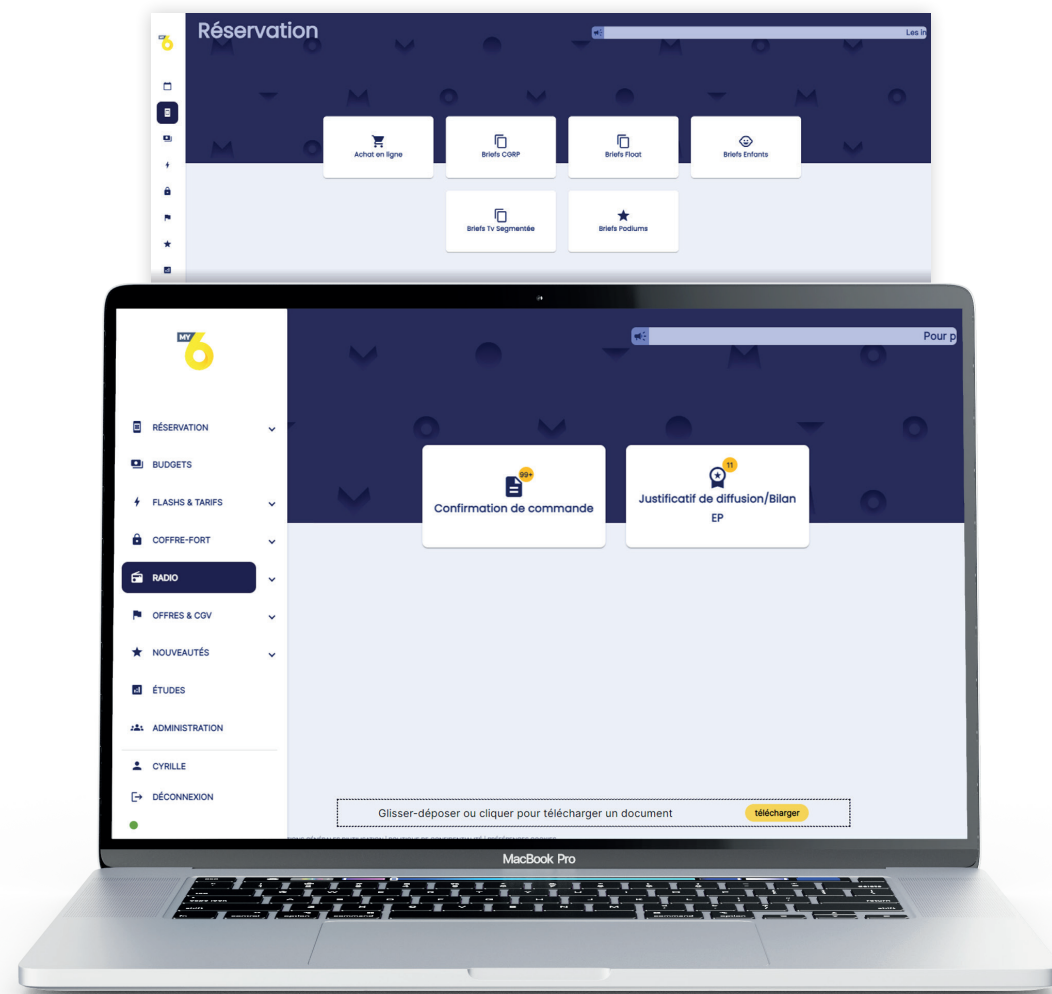 Réservation
Les in
Achat en ligne
Briefs CGRP
Briefs Float
Briefs Enfants
Briefs Tv Segmentée
Briefs Podiums
MY6
Pour p
RÉSERVATION
BUDGETS
FLASHS & TARIFS
COFFRE-FORT
RADIO
OFFRES & CGV
NOUVEAUTÉS
ÉTUDES
ADMINISTRATION
CYRILLE
DÉCONNEXION
99+
Confirmation de commande
11
Justificatif de diffusion/Bilan
EP
Glisser-déposer ou cliquer pour télécharger un document
télécharger
MacBook Pro